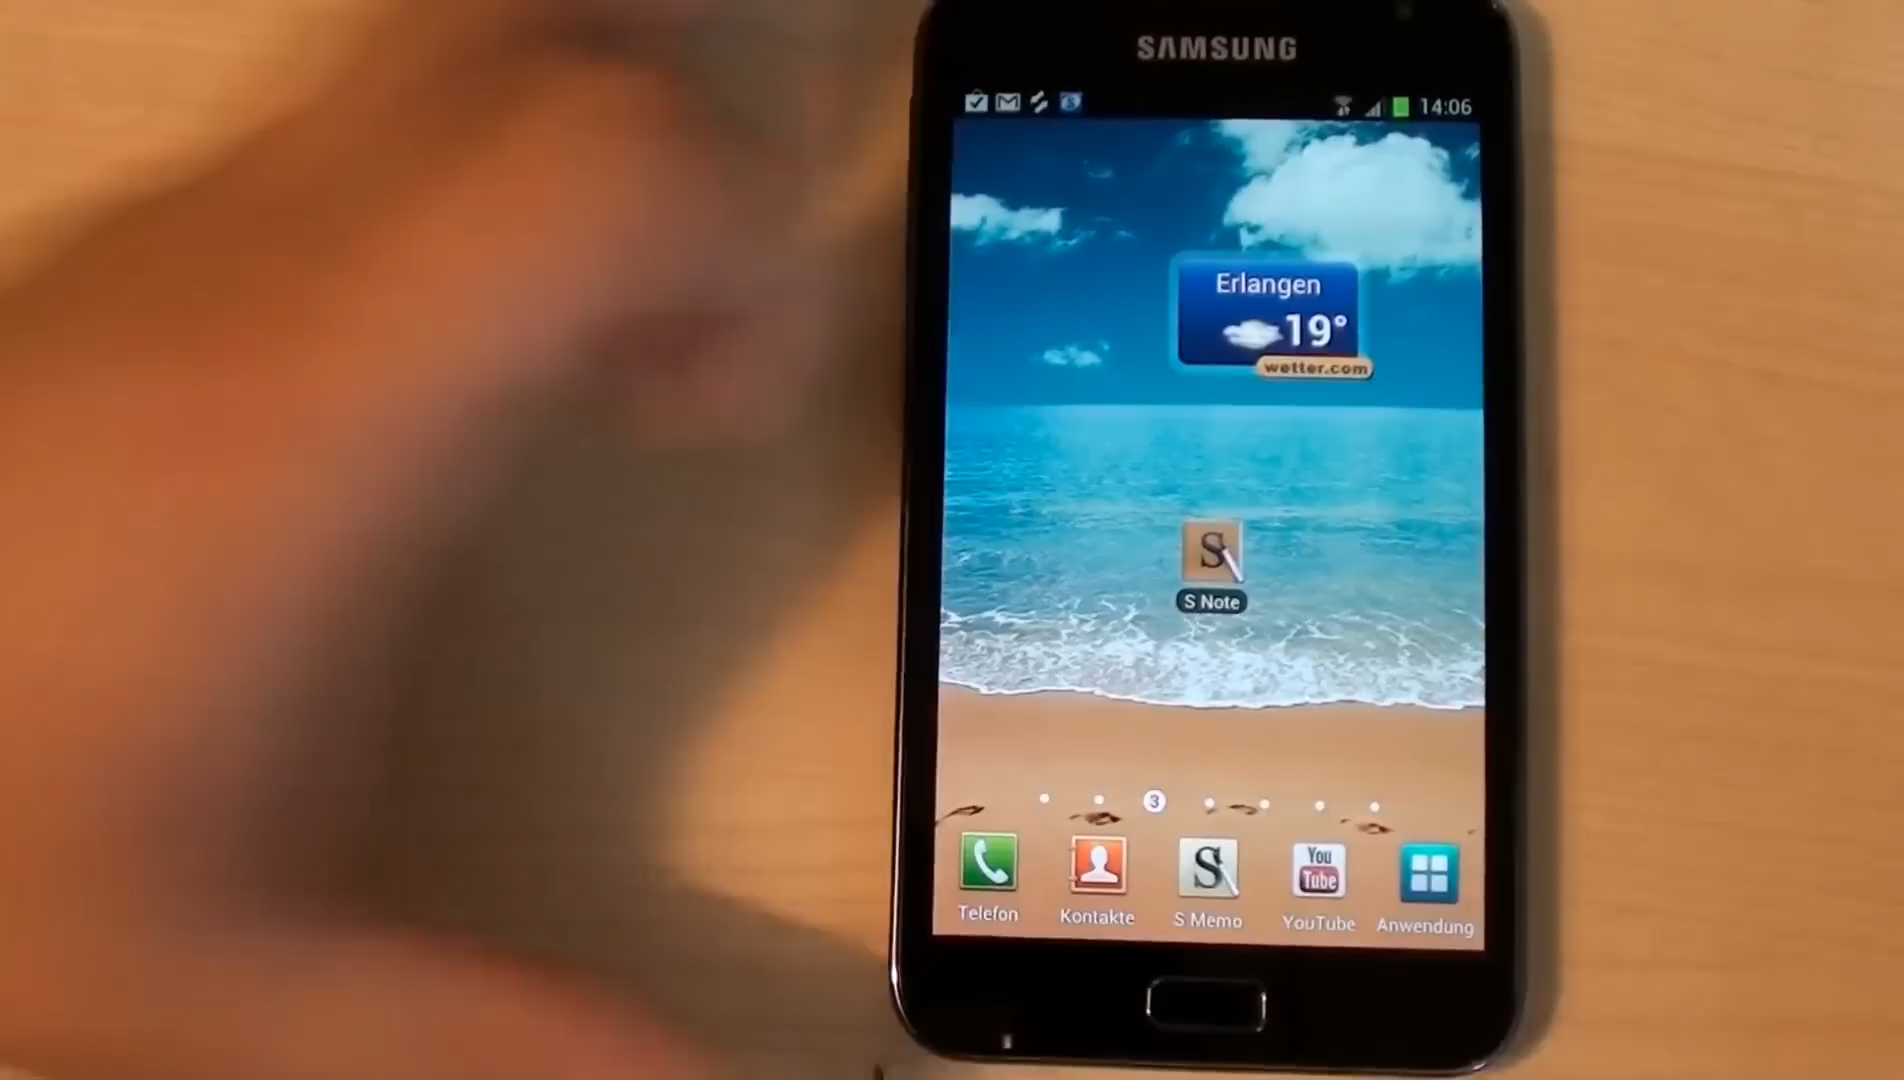 SAMSUNG
14:06
Erlangen
19°
wetter.com
S
S Note
3
S
You
Tube
Telefon
Kontakte
S Memo
YouTube
Anwendung